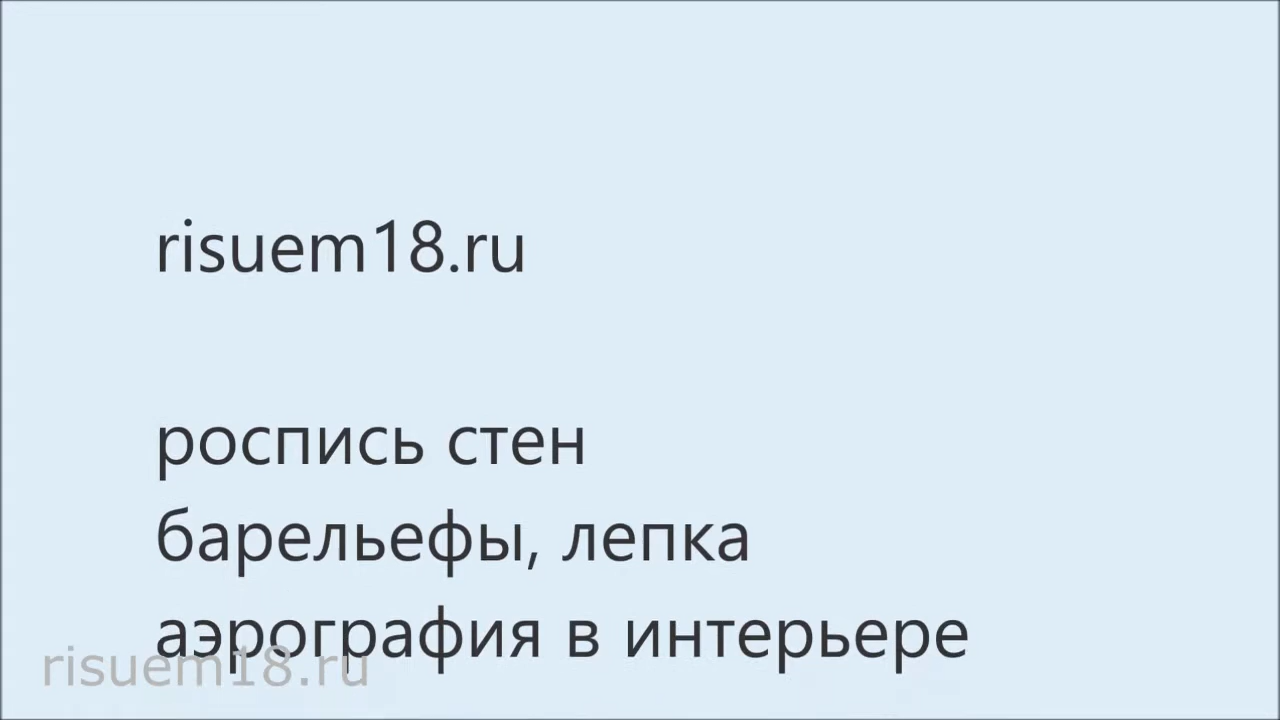 risuem18.ru
роспись стен
барельефы, лепка
аэрография в интерьере
risuem18.ru